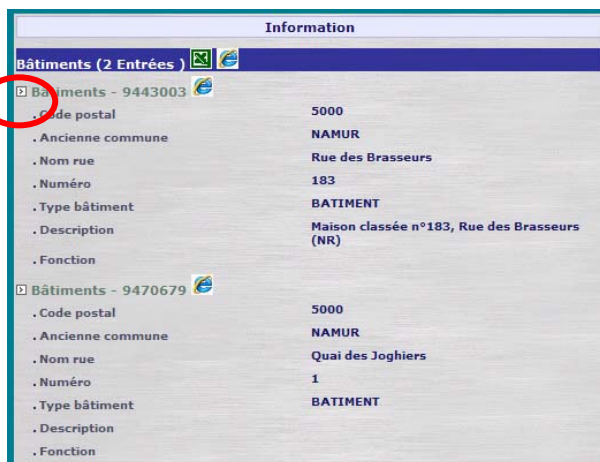 Information
Bâtiments (2 Entrées )
Bâtiments - 9443003
. Code postal 5000
. Ancienne commune NAMUR
. Nom rue Rue des Brasseurs
. Numéro 183
. Type bâtiment BATIMENT
. Description Maison classée n°183, Rue des Brasseurs
(NR)
. Fonction
Bâtiments - 9470679
. Code postal 5000
. Ancienne commune NAMUR
. Nom rue Quai des Joghiers
. Numéro 1
. Type bâtiment BATIMENT
. Description
. Fonction